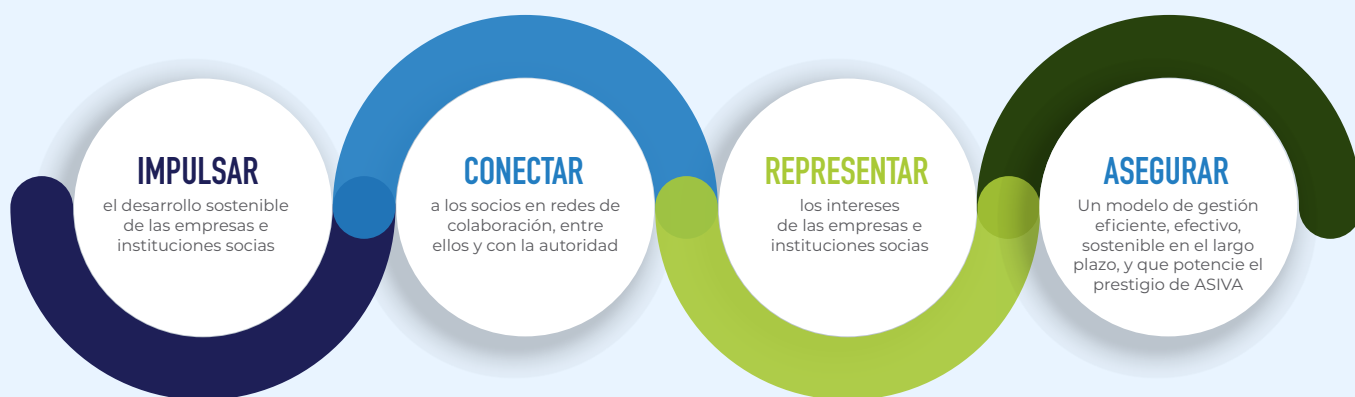 IMPULSAR
el desarrollo sostenible
de las empresas e
instituciones socias
CONECTAR
a los socios en redes de
colaboración, entre
ellos y con la autoridad
REPRESENTAR
los intereses
de las empresas e
instituciones socias
ASEGURAR
Un modelo de gestión
eficiente, efectivo,
sostenible en el largo
plazo, y que potencie el
prestigio de ASIVA